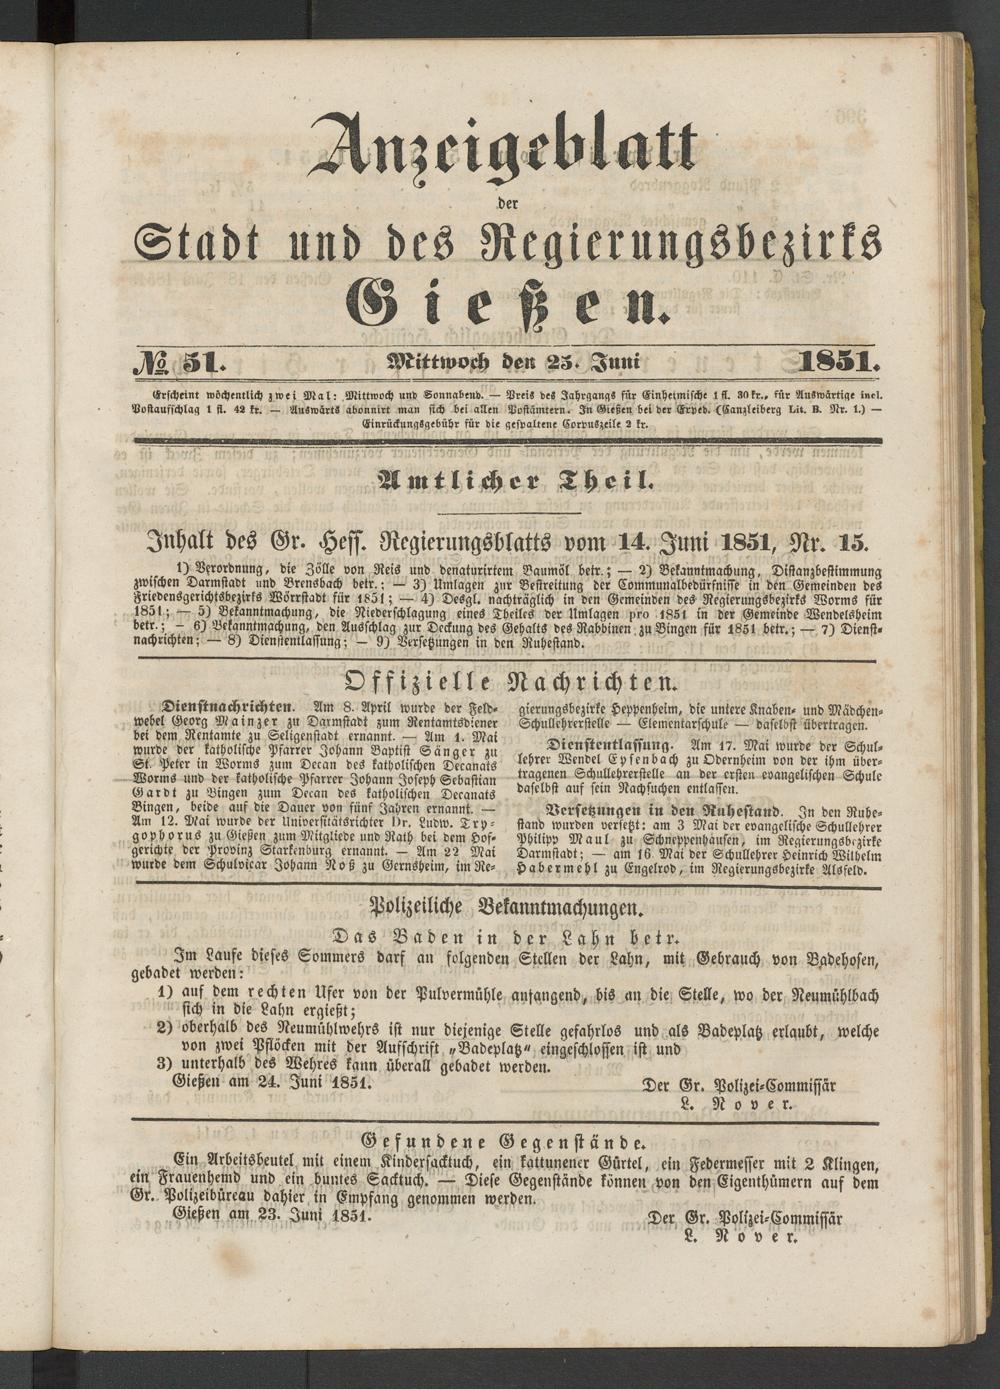 Anzeigeblatt
der
Stadt und des Regierungsbezirks
Gießen.
№ 51. Mittwoch den 25. Juni 1851.
Erscheint wöchentlich zwei Mal: Mittwoch und Sonnabend. — Preis des Jahrgangs für Einheimische 1 fl. 30 kr., für Auswärtige incl.
Postaufschlag 1 fl. 42 kr. — Auswärts abonnirt man sich bei allen Postämtern. In Gießen bei der Exped. (Canzleiberg Lit. B. Nr. 1.) —
Einrückungsgebühr für die gespaltene Corpuszeile 2 kr.
Amtlicher Theil.
Inhalt des Gr. Hess. Regierungsblatts vom 14. Juni 1851, Nr. 15.
1) Verordnung, die Zölle von Reis und denaturirtem Baumöl betr.; — 2) Bekanntmachung, Distanzbestimmung
zwischen Darmstadt und Brensbach betr.; — 3) Umlagen zur Bestreitung der Communalbedürfnisse in den Gemeinden des
Friedensgerichtsbezirks Wörrstadt für 1851; — 4) Desgl. nachträglich in den Gemeinden des Regierungsbezirks Worms für
1851; — 5) Bekanntmachung, die Niederschlagung eines Theiles der Umlagen pro 1851 in der Gemeinde Wendelsheim
betr.; — 6) Bekanntmachung, den Ausschlag zur Deckung des Gehalts des Rabbinen zu Bingen für 1851 betr.; — 7) Dienst-
nachrichten; — 8) Dienstentlassung; — 9) Versetzungen in den Ruhestand.
Offizielle Nachrichten.
Dienstnachrichten. Am 8. April wurde der Feld-
webel Georg Mainzer zu Darmstadt zum Rentamtsdiener
bei dem Rentamte zu Seligenstadt ernannt. — Am 1. Mai
wurde der katholische Pfarrer Johann Baptist Sänger zu
St. Peter in Worms zum Decan des katholischen Decanats
Worms und der katholische Pfarrer Johann Joseph Sebastian
Gardt zu Bingen zum Decan des katholischen Decanats
Bingen, beide auf die Dauer von fünf Jahren ernannt. —
Am 12. Mai wurde der Universitätsrichter Dr. Ludw. Try-
gophorus zu Gießen zum Mitgliede und Rath bei dem Hof-
gerichte der Provinz Starkenburg ernannt. — Am 22 Mai
wurde dem Schulvicar Johann Noß zu Gernsheim, im Re-
gierungsbezirke Heppenheim, die untere Knaben- und Mädchen-
Schullehrerstelle — Elementarschule — daselbst übertragen.
Dienstentlassung. Am 17. Mai wurde der Schul-
lehrer Wendel Eysenbach zu Odernheim von der ihm über-
tragenen Schullehrerstelle an der ersten evangelischen Schule
daselbst auf sein Nachsuchen entlassen.
Versetzungen in den Ruhestand. In den Ruhe-
stand wurden versetzt: am 3 Mai der evangelische Schullehrer
Philipp Maul zu Schneppenhausen, im Regierungsbezirke
Darmstadt; — am 16 Mai der Schullehrer Heinrich Wilhelm
Habermehl zu Engelrod, im Regierungsbezirke Alsfeld.
Polizeiliche Bekanntmachungen.
Das Baden in der Lahn betr.
Im Laufe dieses Sommers darf an folgenden Stellen der Lahn, mit Gebrauch von Badehosen,
gebadet werden:
1) auf dem rechten Ufer von der Pulvermühle anfangend, bis an die Stelle, wo der Neumühlbach
sich in die Lahn ergießt;
2) oberhalb des Neumühlwehrs ist nur diejenige Stelle gefahrlos und als Badeplatz erlaubt, welche
von zwei Pflöcken mit der Aufschrift „Badeplatz“ eingeschlossen ist und
3) unterhalb des Wehres kann überall gebadet werden.
Gießen am 24. Juni 1851. Der Gr. Polizei-Commissär
L. Nover.
Gefundene Gegenstände.
Ein Arbeitsbeutel mit einem Kindersacktuch, ein kattunener Gürtel, ein Federmesser mit 2 Klingen,
ein Frauenhemd und ein buntes Sacktuch. — Diese Gegenstände können von den Eigenthümern auf dem
Gr. Polizeibüreau dahier in Empfang genommen werden.
Gießen am 23. Juni 1851. Der Gr. Polizei-Commissär
L. Nover.